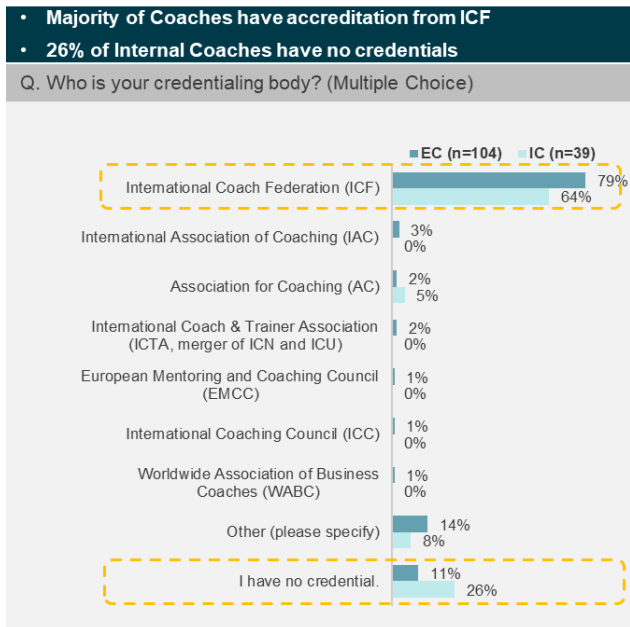 • Majority of Coaches have accreditation from ICF
• 26% of Internal Coaches have no credentials
Q. Who is your credentialing body? (Multiple Choice)
EC (n=104) IC (n=39)
International Coach Federation (ICF)
79%
64%
International Association of Coaching (IAC)
3%
0%
Association for Coaching (AC)
2%
5%
International Coach & Trainer Association
(ICTA, merger of ICN and ICU)
2%
0%
European Mentoring and Coaching Council
(EMCC)
1%
0%
International Coaching Council (ICC)
1%
0%
Worldwide Association of Business
Coaches (WABC)
1%
0%
Other (please specify)
14%
8%
I have no credential.
11%
26%